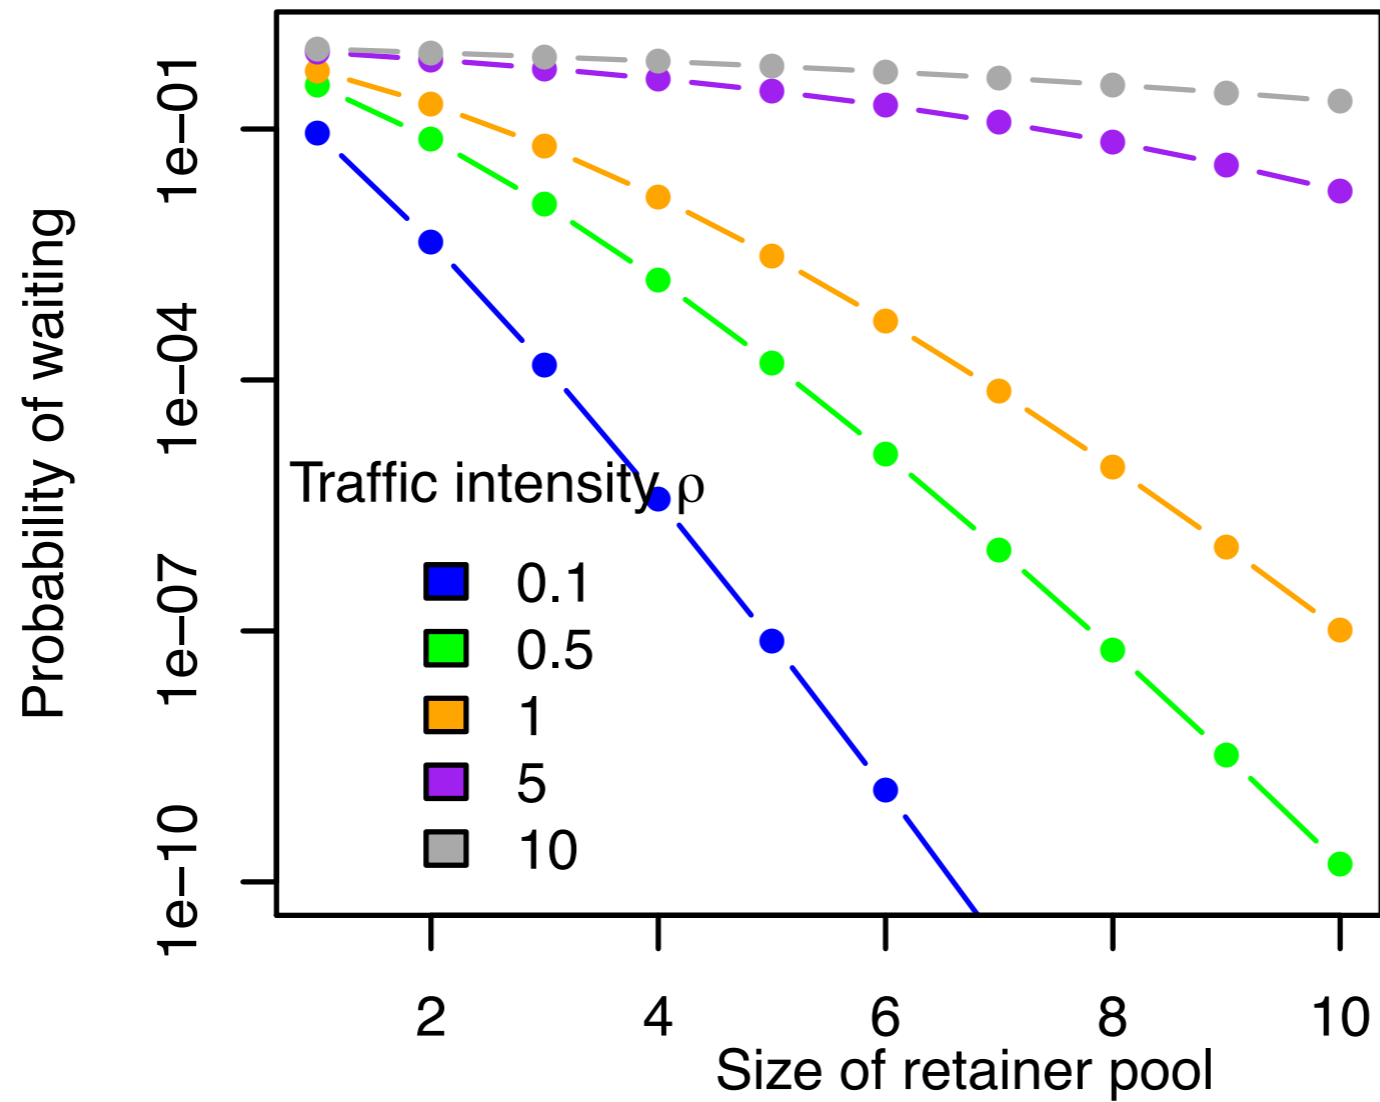 Probability of waiting
1e−01
1e−04
1e−07
1e−10
Traffic intensity ρ
0.1
0.5
1
5
10
2 4 6 8 10
Size of retainer pool